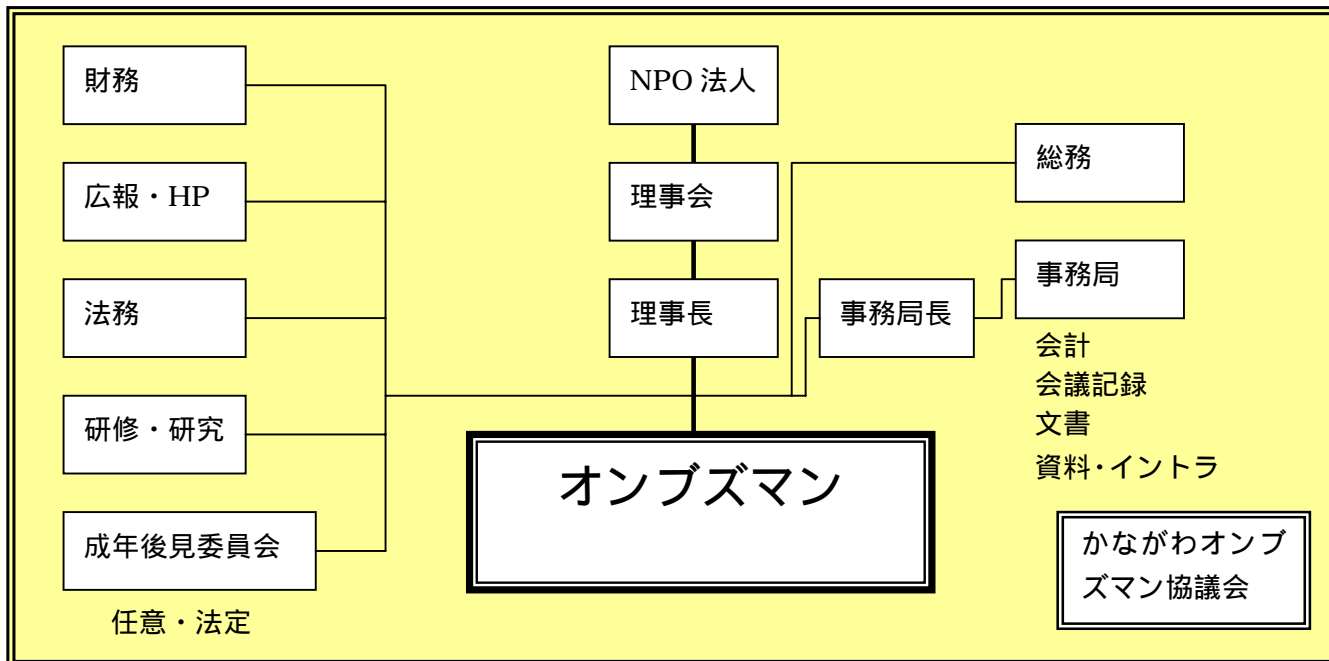 財務
広報・HP
法務
研修・研究
成年後見委員会
任意・法定
NPO 法人
理事会
理事長
オンブズマン
総務
事務局長
事務局
会計
会議記録
文書
資料・イントラ
かながわオンブ
ズマン協議会